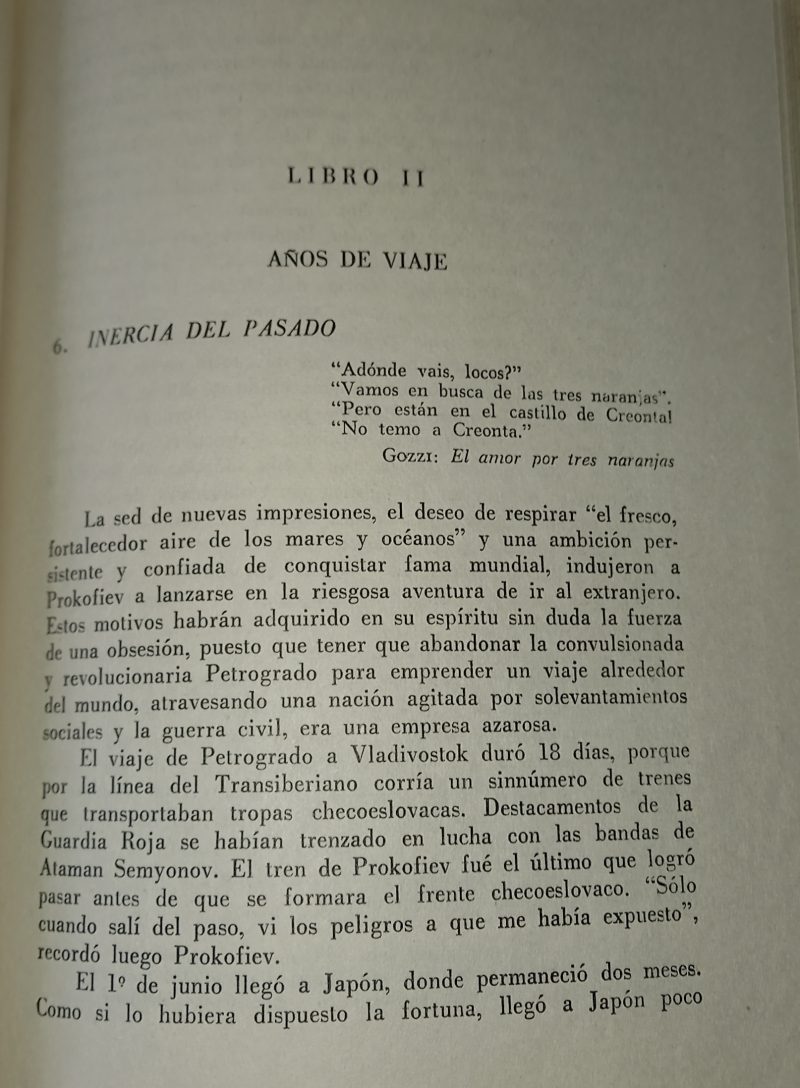 LIBRO II
AÑOS DE VIAJE
6. INERCIA DEL PASADO
“Adónde vais, locos?”
“Vamos en busca de las tres naranjas”.
“Pero están en el castillo de Creonta!
“No temo a Creonta.”
GOZZI: El amor por tres naranjas
La sed de nuevas impresiones, el deseo de respirar “el fresco,
fortalecedor aire de los mares y océanos” y una ambición per-
sistente y confiada de conquistar fama mundial, indujeron a
Prokofiev a lanzarse en la riesgosa aventura de ir al extranjero.
Estos motivos habrán adquirido en su espíritu sin duda la fuerza
de una obsesión, puesto que tener que abandonar la convulsionada
y revolucionaria Petrogrado para emprender un viaje alrededor
del mundo, atravesando una nación agitada por solevantamientos
sociales y la guerra civil, era una empresa azarosa.
El viaje de Petrogrado a Vladivostok duró 18 días, porque
por la línea del Transiberiano corría un sinnúmero de trenes
que transportaban tropas checoeslovacas. Destacamentos de la
Guardia Roja se habían trenzado en lucha con las bandas de
Ataman Semyonov. El tren de Prokofiev fué el último que logró
pasar antes de que se formara el frente checoeslovaco. “Sólo
cuando salí del paso, vi los peligros a que me había expuesto”,
recordó luego Prokofiev.
El 1º de junio llegó a Japón, donde permaneció dos meses.
Como si lo hubiera dispuesto la fortuna, llegó a Japón poco